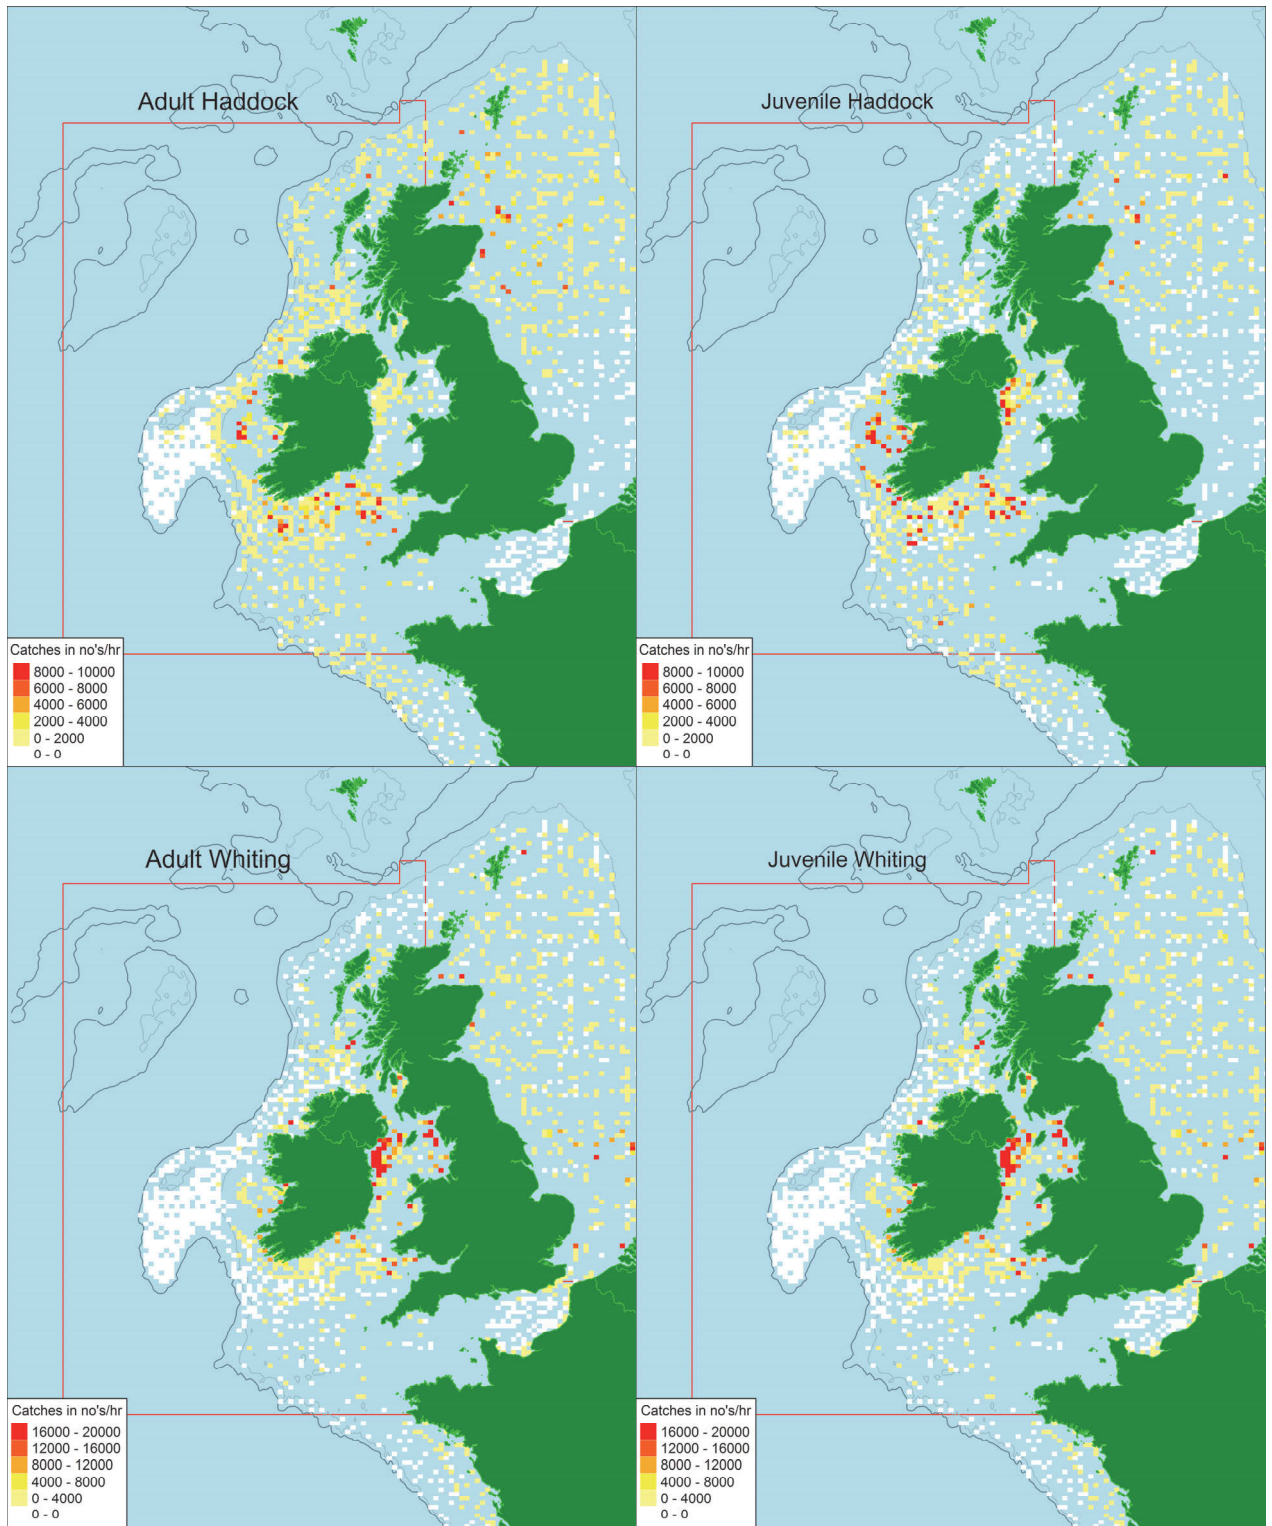 Adult Haddock
Catches in no's/hr
8000 - 10000
6000 - 8000
4000 - 6000
2000 - 4000
0 - 2000
0 - 0
Juvenile Haddock
Catches in no's/hr
8000 - 10000
6000 - 8000
4000 - 6000
2000 - 4000
0 - 2000
0 - 0
Adult Whiting
Catches in no's/hr
16000 - 20000
12000 - 16000
8000 - 12000
4000 - 8000
0 - 4000
0 - 0
Juvenile Whiting
Catches in no's/hr
16000 - 20000
12000 - 16000
8000 - 12000
4000 - 8000
0 - 4000
0 - 0